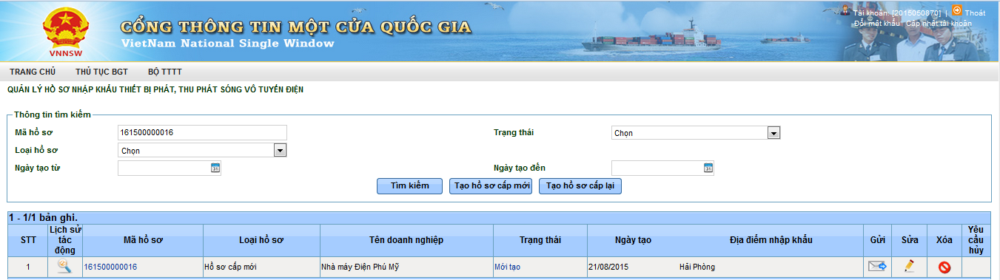 Tài khoản: [2015050870] | Thoát
CỔNG THÔNG TIN MỘT CỬA QUỐC GIA
Đổi mật khẩu Cập nhật tài khoản
VietNam National Single Window
VNNSW
TRANG CHỦ THỦ TỤC BGT BỘ TTTT
QUẢN LÝ HỒ SƠ NHẬP KHẨU THIẾT BỊ PHÁT, THU PHÁT SÓNG VÔ TUYẾN ĐIỆN
Thông tin tìm kiếm
Mã hồ sơ 161500000016 Trạng thái Chọn
Loại hồ sơ Chọn
Ngày tạo từ 31 Ngày tạo đến 31
Tìm kiếm Tạo hồ sơ cấp mới Tạo hồ sơ cấp lại
1 - 1/1 bản ghi.
STT Lịch sử tác động Mã hồ sơ Loại hồ sơ Tên doanh nghiệp Trạng thái Ngày tạo Địa điểm nhập khẩu Gửi Sửa Xóa Yêu cầu hủy
1 161500000016 Hồ sơ cấp mới Nhà máy Điện Phú Mỹ Mới tạo 21/08/2015 Hải Phòng